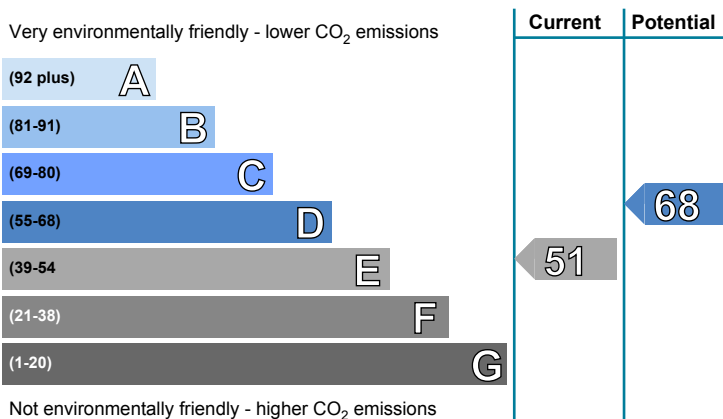 Very environmentally friendly - lower CO2 emissions
Current
Potential
(92 plus) A
(81-91) B
(69-80) C
(55-68) D
(39-54 E
(21-38) F
(1-20) G
51
68
Not environmentally friendly - higher CO2 emissions